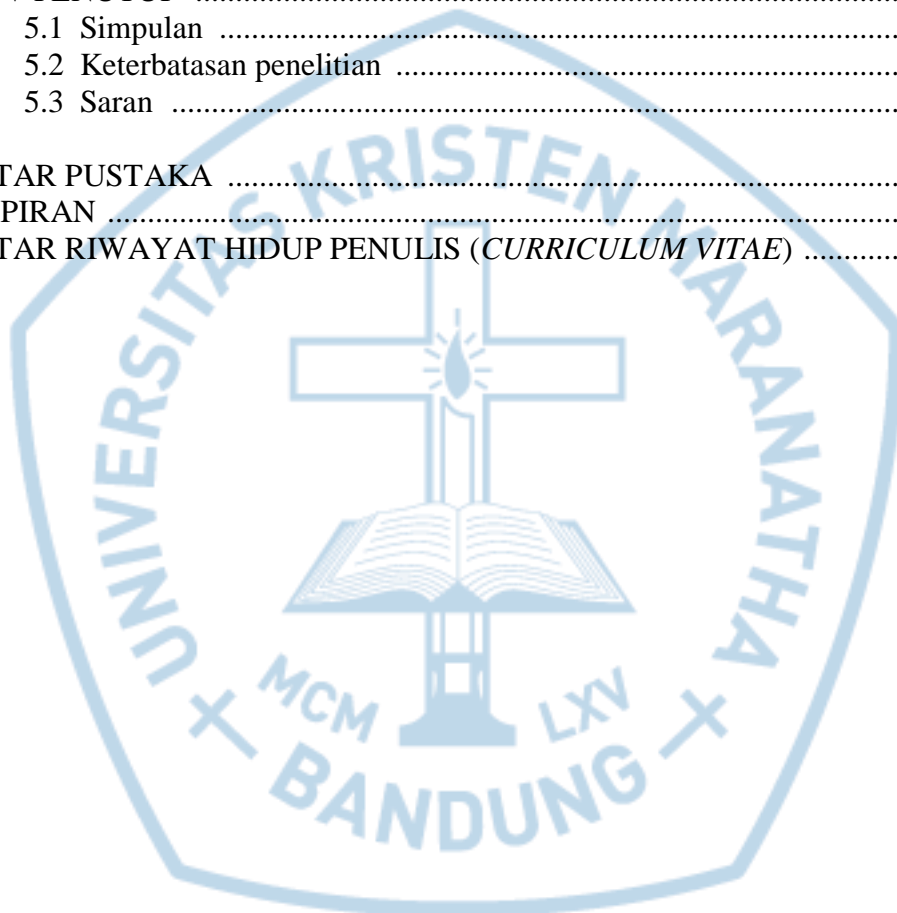 5.1 Simpulan ....................................................................................
5.2 Keterbatasan penelitian ..............................................................
5.3 Saran ...........................................................................................
TAR PUSTAKA ..................................................................................
PIRAN .................................................................................................
TAR RIWAYAT HIDUP PENULIS (CURRICULUM VITAE) ............
UNIVERSITAS KRISTEN MARANATHA
MCM LXV
BANDUNG